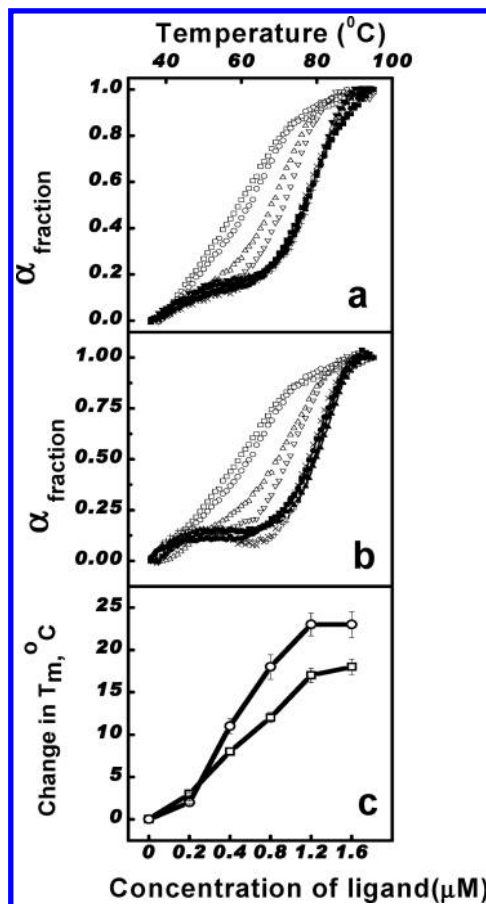 Temperature (⁰C)
40 60 80 100
1.0
0.8
0.6
0.4
0.2
0.0
α fraction
a
1.00
0.75
0.50
0.25
0.00
α fraction
b
25
20
15
10
5
0
Change in Tm, ⁰C
c
0 0.2 0.4 0.8 1.2 1.6
Concentration of ligand(μM)